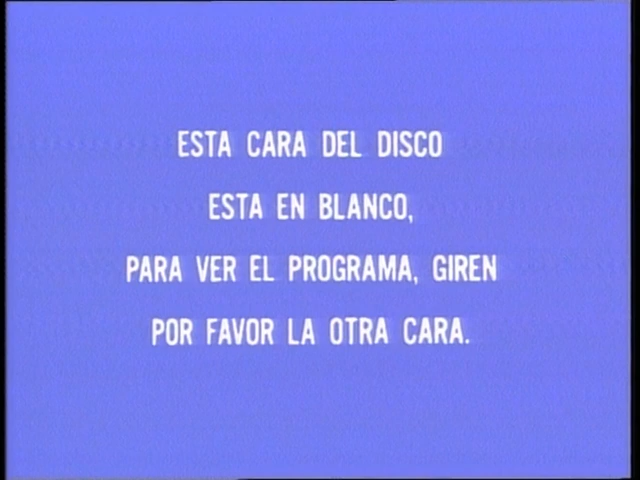 ESTA CARA DEL DISCO
ESTA EN BLANCO,
PARA VER EL PROGRAMA, GIREN
POR FAVOR LA OTRA CARA.